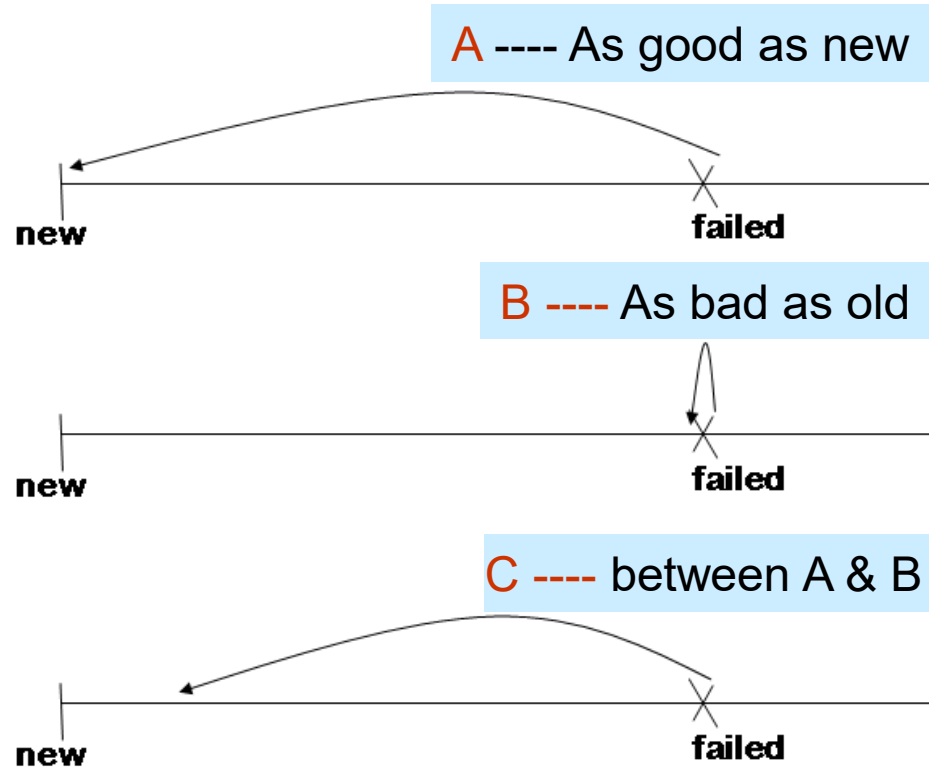 A ---- As good as new
new
failed
B ---- As bad as old
new
failed
C ---- between A & B
new
failed